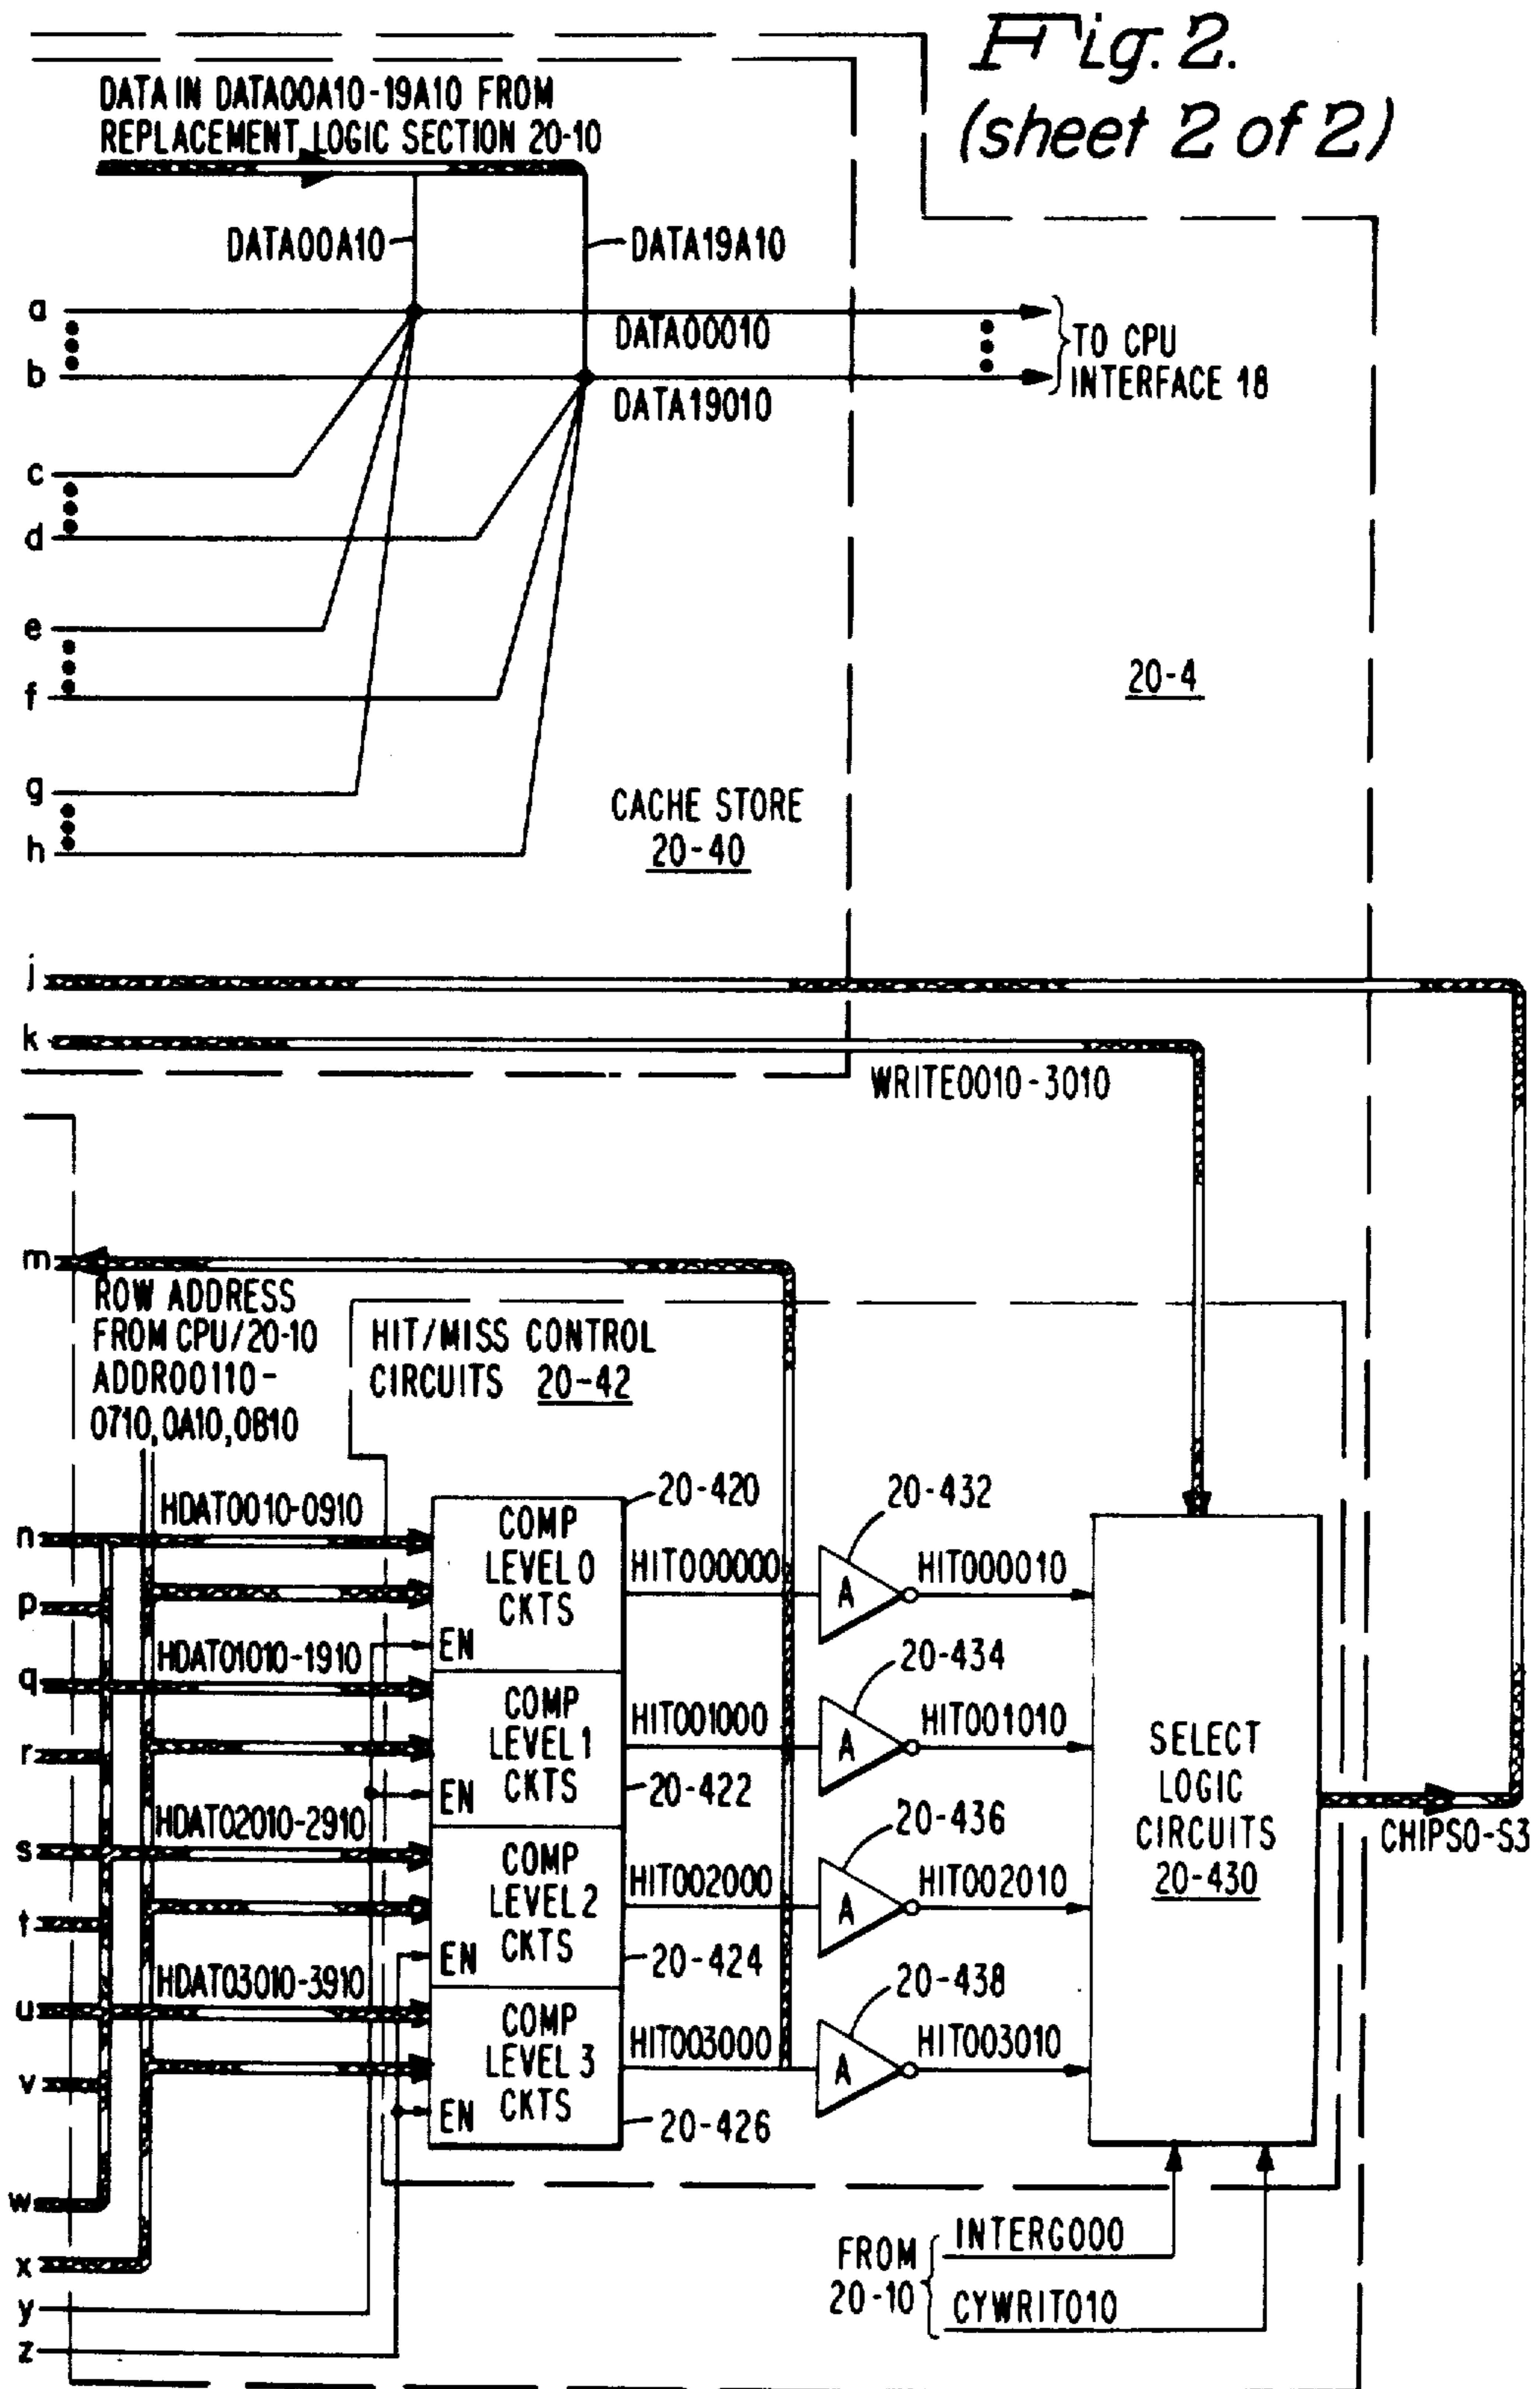 Fig. 2.
(sheet 2 of 2)
DATA IN DATA00A10-19A10 FROM
REPLACEMENT LOGIC SECTION 20-10
DATA00A10
DATA19A10
a
DATA00010
b
DATA19010
TO CPU
INTERFACE 18
c
d
e
f
20-4
g
h
CACHE STORE
20-40
j
k
WRITE0010-3010
m
ROW ADDRESS
FROM CPU/20-10
ADDR00110-
0710,0A10,0B10
HIT/MISS CONTROL
CIRCUITS 20-42
n
HDAT0010-0910
p
COMP
LEVEL 0
CKTS
EN
20-420
HIT000000
20-432
A
HIT000010
q
HDAT01010-1910
r
COMP
LEVEL 1
CKTS
EN
HIT001000
20-422
20-434
A
HIT001010
s
HDAT02010-2910
t
COMP
LEVEL 2
CKTS
EN
HIT002000
20-424
20-436
A
HIT002010
u
HDAT03010-3910
v
COMP
LEVEL 3
CKTS
EN
HIT003000
20-426
20-438
A
HIT003010
SELECT
LOGIC
CIRCUITS
20-430
CHIPS0-S3
w
x
y
z
FROM
20-10
INTERG000
CYWRIT010